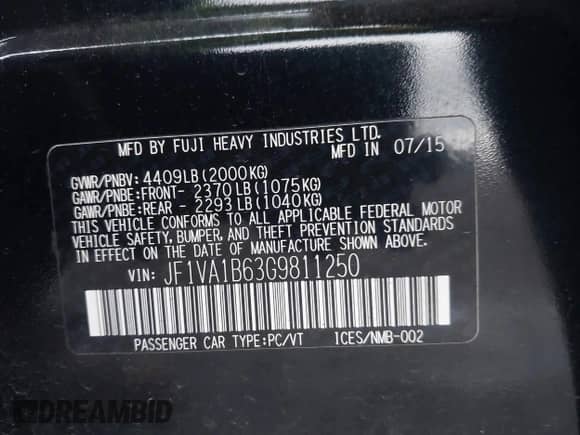 MFD BY FUJI HEAVY INDUSTRIES LTD.
MFD IN 07/15
GVWR/PNBV: 4409LB(2000KG)
GAWR/PNBE:FRONT- 2370LB(1075KG)
GAWR/PNBE:REAR - 2293LB(1040KG)
THIS VEHICLE CONFORMS TO ALL APPLICABLE FEDERAL MOTOR
VEHICLE SAFETY, BUMPER, AND THEFT PREVENTION STANDARDS
IN EFFECT ON THE DATE OF MANUFACTURE SHOWN ABOVE.
VIN: JF1VA1B63G9811250
PASSENGER CAR TYPE:PC/VT ICES/NMB-002
DREAMBID